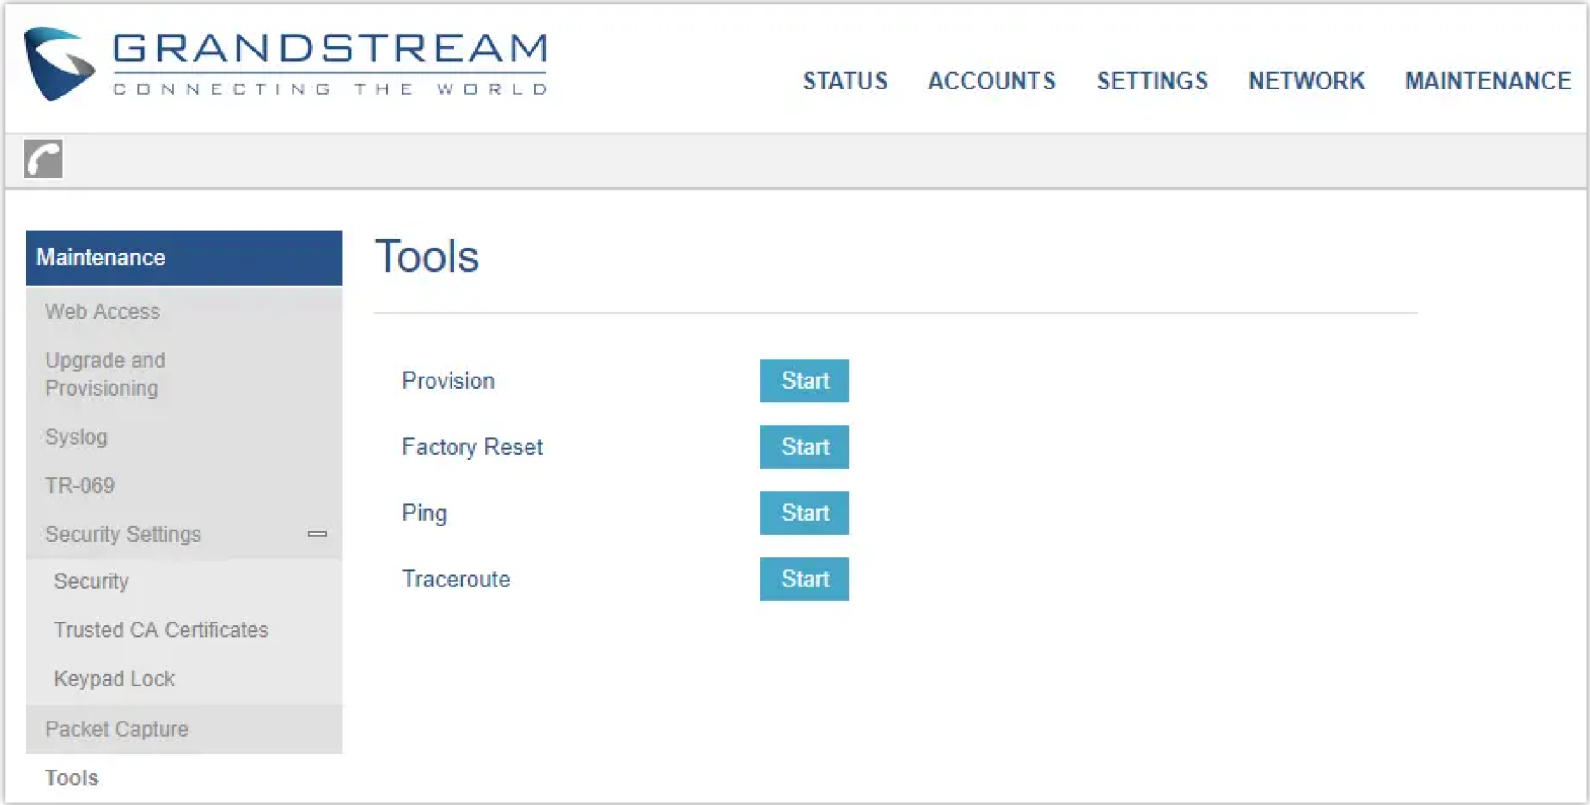 GRANDSTREAM
CONNECTING THE WORLD
STATUS ACCOUNTS SETTINGS NETWORK MAINTENANCE
Maintenance
Web Access
Upgrade and
Provisioning
Syslog
TR-069
Security Settings
Security
Trusted CA Certificates
Keypad Lock
Packet Capture
Tools
Tools
Provision Start
Factory Reset Start
Ping Start
Traceroute Start